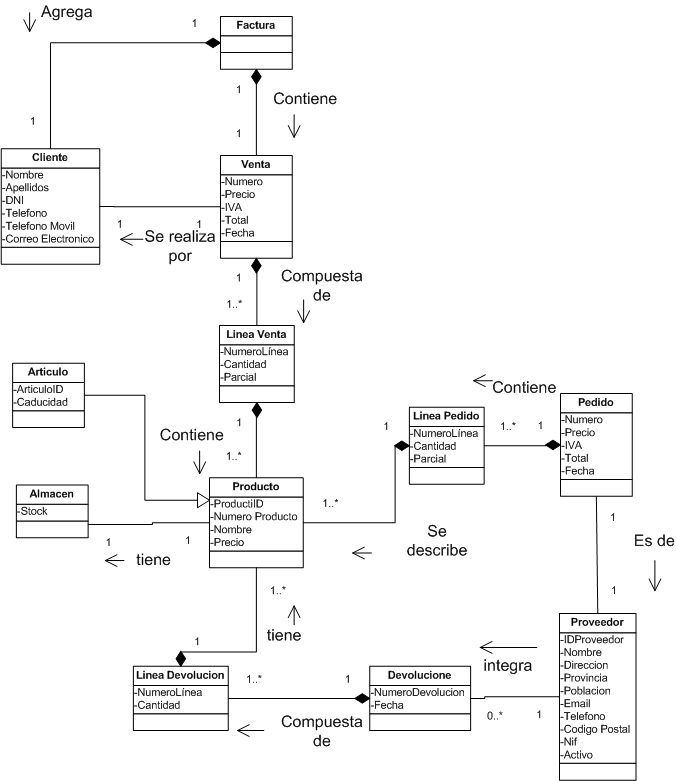 Agrega
1
Factura
1
1
Contiene
1
1
Cliente
-Nombre
-Apellidos
-DNI
-Telefono
-Telefono Movil
-Correo Electronico
Venta
-Numero
-Precio
-IVA
-Total
-Fecha
1
1
Se realiza
por
1
Compuesta
de
1..*
Linea Venta
-NumeroLínea
-Cantidad
-Parcial
Articulo
-ArticuloID
-Caducidad
1
Contiene
1..*
Contiene
Linea Pedido
-NumeroLínea
-Cantidad
-Parcial
1
1..*
1
Pedido
-Numero
-Precio
-IVA
-Total
-Fecha
Almacen
-Stock
Producto
-ProductiID
-Numero Producto
-Nombre
-Precio
1..*
1
1
tiene
Se
describe
1
Es de
1
1..*
tiene
1
Proveedor
-IDProveedor
-Nombre
-Direccion
-Provincia
-Poblacion
-Email
-Telefono
-Codigo Postal
-Nif
-Activo
integra
Linea Devolucion
-NumeroLínea
-Cantidad
1..*
1
Devolucione
-NumeroDevolucion
-Fecha
0..*
1
Compuesta
de